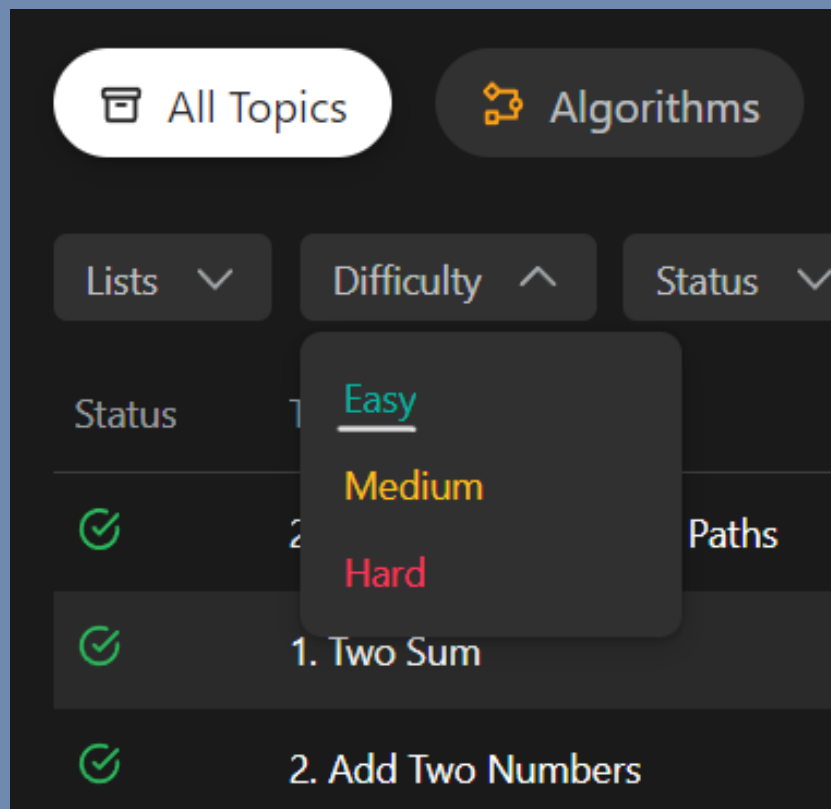 All Topics Algorithms
Lists Difficulty Status
Status
Easy
Medium
Hard
Paths
1. Two Sum
2. Add Two Numbers